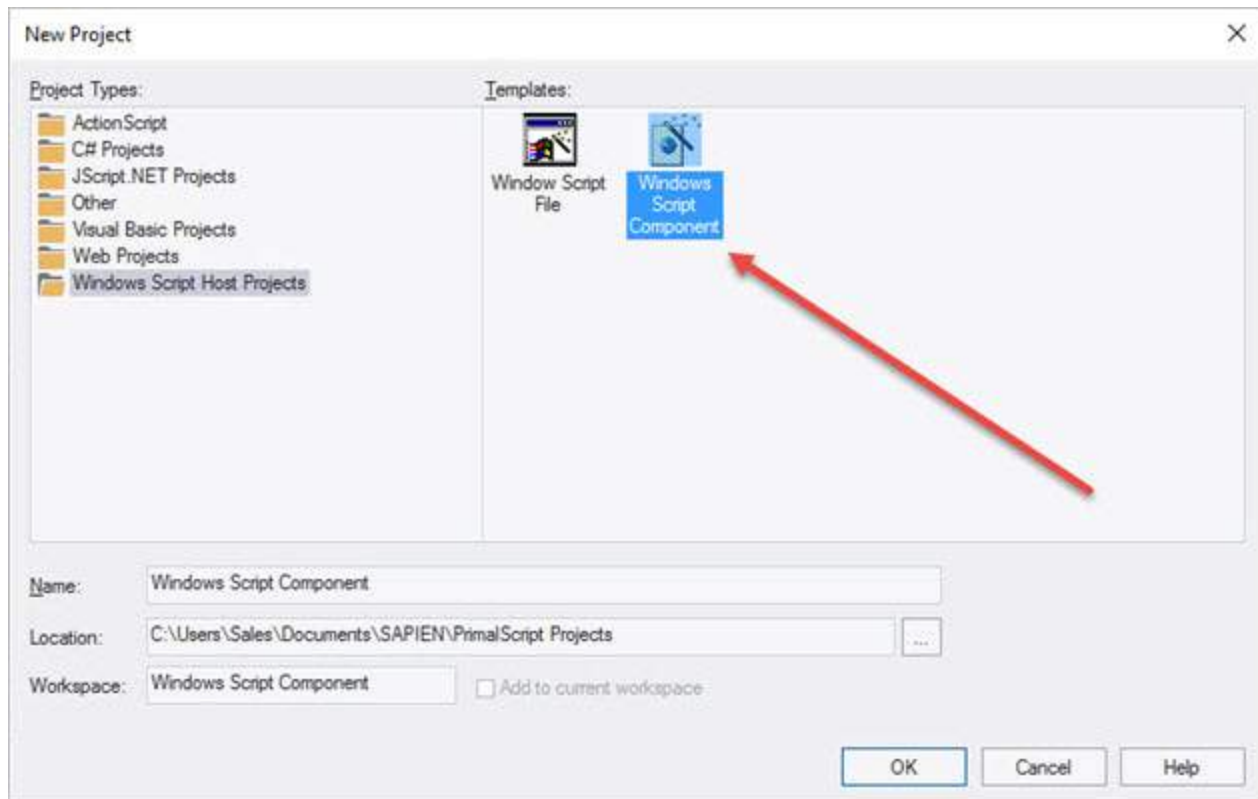 New Project
Project Types:
Templates:
ActionScript
C# Projects
JScript.NET Projects
Other
Visual Basic Projects
Web Projects
Windows Script Host Projects
Window Script
File
Windows
Script
Component
Name:
Windows Script Component
Location:
C:\Users\Sales\Documents\SAPIEN\PrimalScript Projects
...
Workspace:
Windows Script Component
Add to current workspace
OK
Cancel
Help